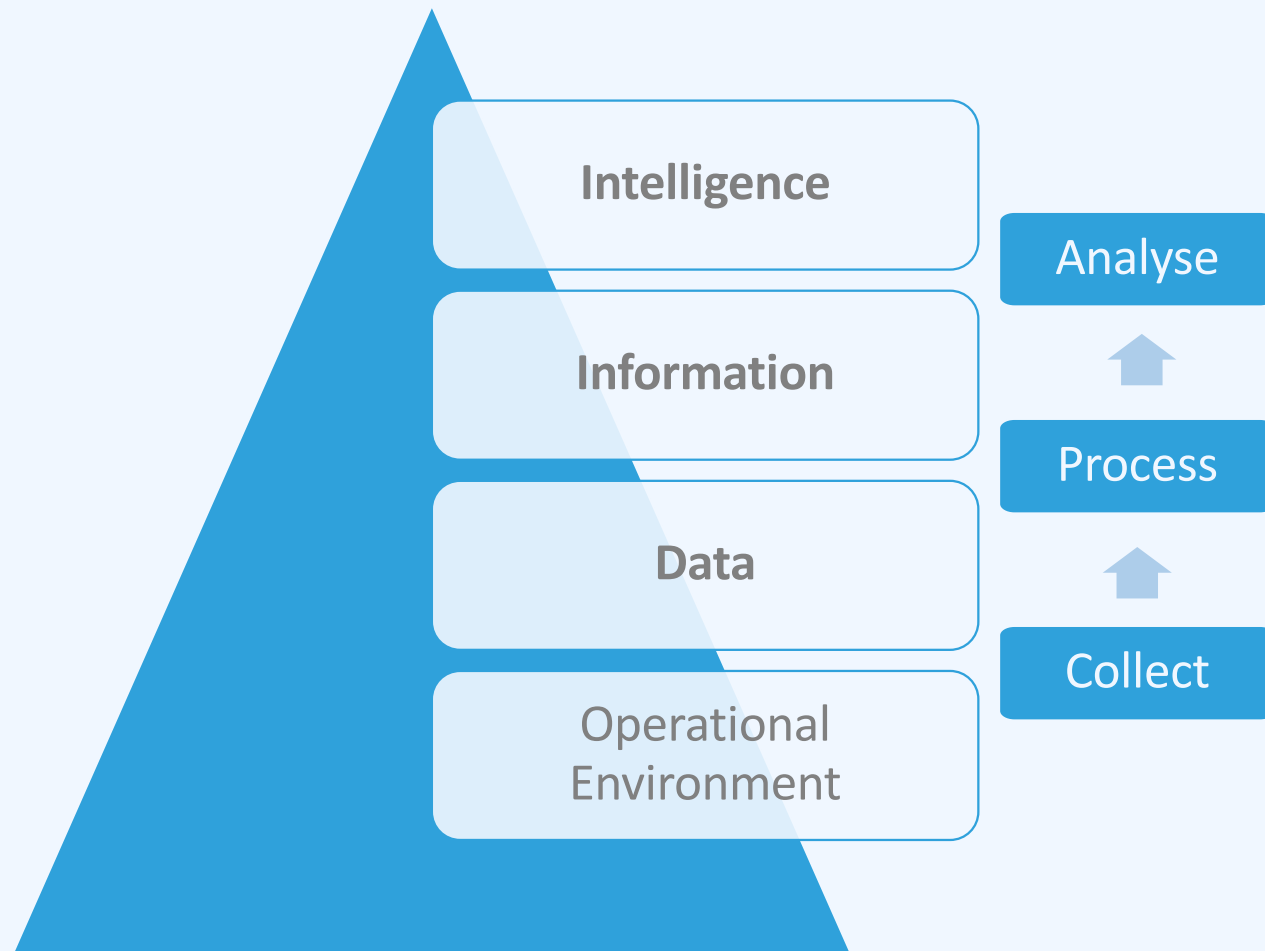 Intelligence
Analyse
Information
Process
Data
Collect
Operational
Environment